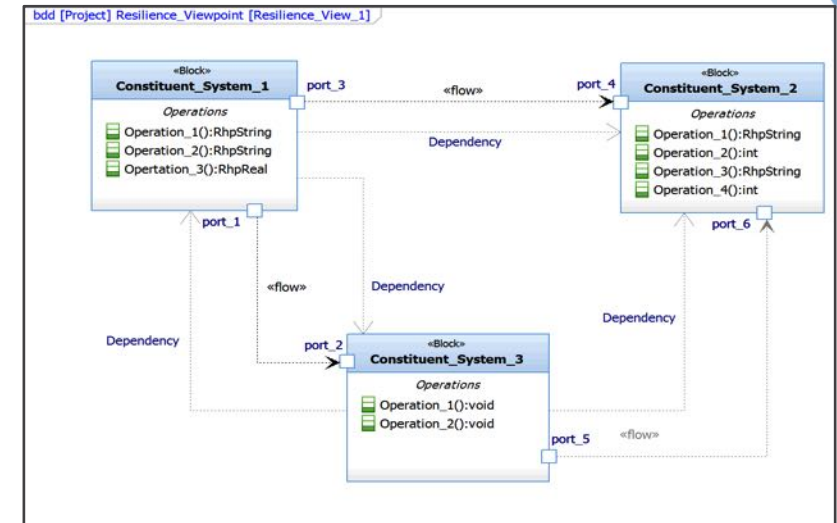 bdd [Project] Resilience_Viewpoint [Resilience_View_1]
«Block»
Constituent_System_1
Operations
Operation_1():RhpString
Operation_2():RhpString
Opertation_3():RhpReal
port_3
«flow»
port_4
Dependency
«Block»
Constituent_System_2
Operations
Operation_1():RhpString
Operation_2():int
Operation_3():RhpString
Operation_4():int
port_1
port_6
«flow»
Dependency
Dependency
Dependency
port_2
«Block»
Constituent_System_3
Operations
Operation_1():void
Operation_2():void
port_5
«flow»